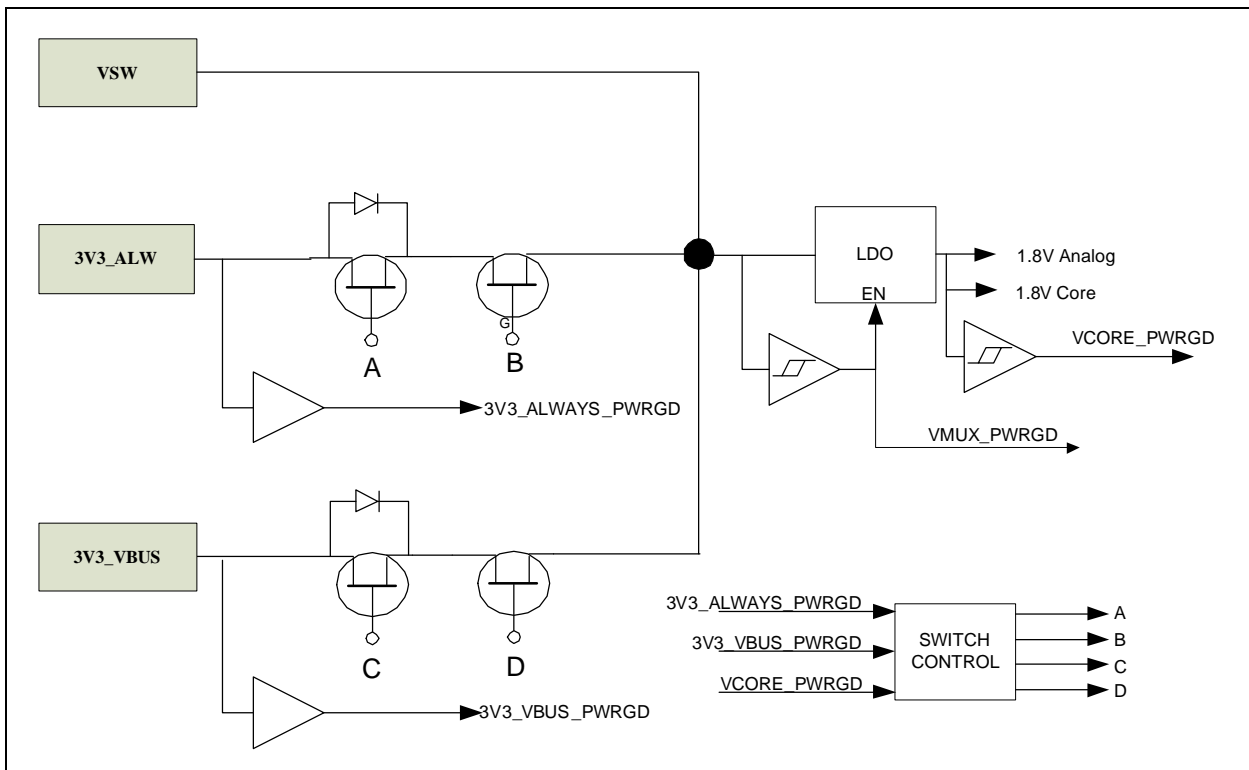 VSW
3V3_ALW
LDO
EN
1.8V Analog
1.8V Core
G
A
B
VCORE_PWRGD
3V3_ALWAYS_PWRGD
VMUX_PWRGD
3V3_VBUS
C
D
3V3_VBUS_PWRGD
3V3_ALWAYS_PWRGD
3V3_VBUS_PWRGD
VCORE_PWRGD
SWITCH
CONTROL
A
B
C
D